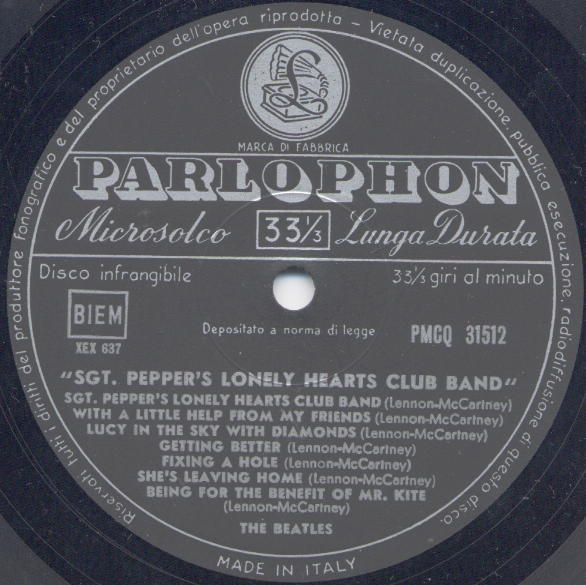 Riservati tutti i diritti del produttore fonografico e del proprietario dell'opera riprodotta - Vietata duplicazione, pubblica esecuzione, radiodiffusione di questo disco.
L
MARCA DI FABBRICA
PARLOPHON
Microsolco 33⅓ Lunga Durata
Disco infrangibile 33⅓ giri al minuto
BIEM
XEX 637
Depositato a norma di legge
PMCQ 31512
"SGT. PEPPER'S LONELY HEARTS CLUB BAND"
SGT. PEPPER'S LONELY HEARTS CLUB BAND (Lennon-McCartney)
WITH A LITTLE HELP FROM MY FRIENDS (Lennon-McCartney)
LUCY IN THE SKY WITH DIAMONDS (Lennon-McCartney)
GETTING BETTER (Lennon-McCartney)
FIXING A HOLE (Lennon-McCartney)
SHE'S LEAVING HOME (Lennon-McCartney)
BEING FOR THE BENEFIT OF MR. KITE
(Lennon-McCartney)
THE BEATLES
MADE IN ITALY